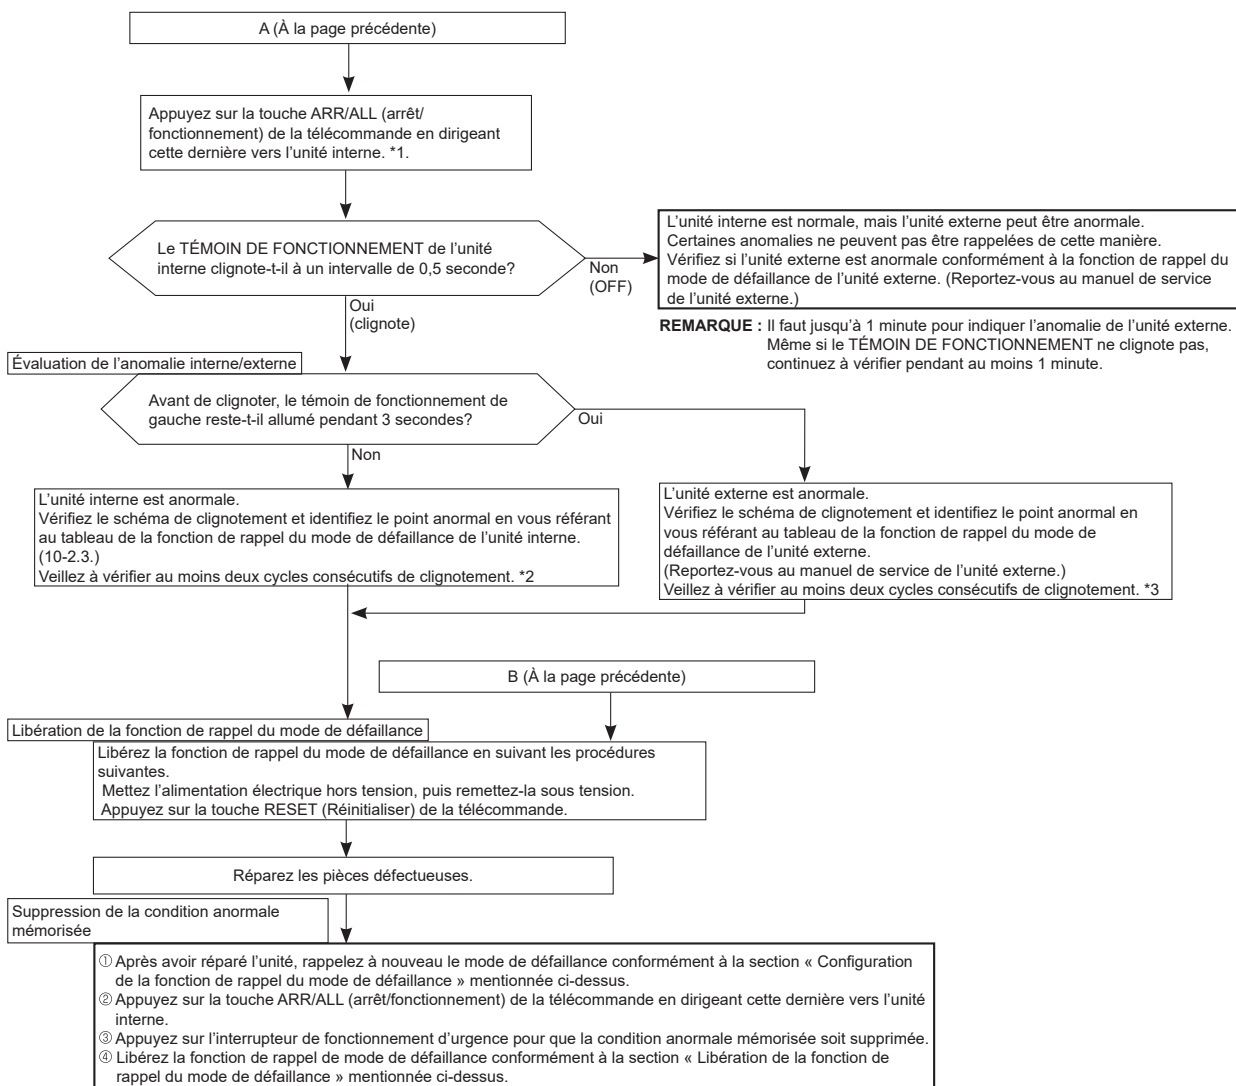 A (À la page précédente)
Appuyez sur la touche ARR/ALL (arrêt/
fonctionnement) de la télécommande en dirigeant
cette dernière vers l’unité interne. *1.
Le TÉMOIN DE FONCTIONNEMENT de l’unité
interne clignote-t-il à un intervalle de 0,5 seconde?
Non
(OFF)
L’unité interne est normale, mais l’unité externe peut être anormale.
Certaines anomalies ne peuvent pas être rappelées de cette manière.
Vérifiez si l’unité externe est anormale conformément à la fonction de rappel du
mode de défaillance de l’unité externe. (Reportez-vous au manuel de service
de l’unité externe.)
REMARQUE : Il faut jusqu’à 1 minute pour indiquer l’anomalie de l’unité externe.
Même si le TÉMOIN DE FONCTIONNEMENT ne clignote pas,
continuez à vérifier pendant au moins 1 minute.
Oui
(clignote)
Évaluation de l’anomalie interne/externe
Avant de clignoter, le témoin de fonctionnement de
gauche reste-t-il allumé pendant 3 secondes?
Oui
Non
L’unité interne est anormale.
Vérifiez le schéma de clignotement et identifiez le point anormal en vous référant
au tableau de la fonction de rappel du mode de défaillance de l’unité interne.
(10-2.3.)
Veillez à vérifier au moins deux cycles consécutifs de clignotement. *2
L’unité externe est anormale.
Vérifiez le schéma de clignotement et identifiez le point anormal en
vous référant au tableau de la fonction de rappel du mode de
défaillance de l’unité externe.
(Reportez-vous au manuel de service de l’unité externe.)
Veillez à vérifier au moins deux cycles consécutifs de clignotement. *3
B (À la page précédente)
Libération de la fonction de rappel du mode de défaillance
Libérez la fonction de rappel du mode de défaillance en suivant les procédures
suivantes.
Mettez l’alimentation électrique hors tension, puis remettez-la sous tension.
Appuyez sur la touche RESET (Réinitialiser) de la télécommande.
Réparez les pièces défectueuses.
Suppression de la condition anormale
mémorisée
① Après avoir réparé l’unité, rappelez à nouveau le mode de défaillance conformément à la section « Configuration
de la fonction de rappel du mode de défaillance » mentionnée ci-dessus.
② Appuyez sur la touche ARR/ALL (arrêt/fonctionnement) de la télécommande en dirigeant cette dernière vers l’unité
interne.
③ Appuyez sur l’interrupteur de fonctionnement d’urgence pour que la condition anormale mémorisée soit supprimée.
④ Libérez la fonction de rappel de mode de défaillance conformément à la section « Libération de la fonction de
rappel du mode de défaillance » mentionnée ci-dessus.